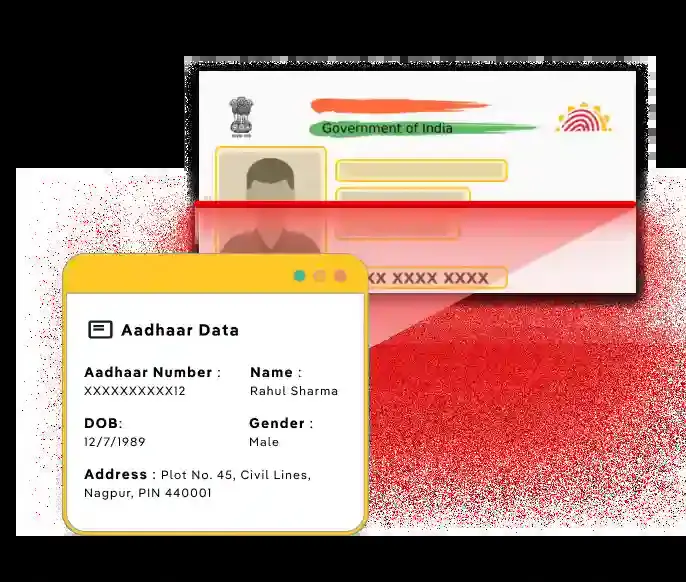 Government of India
XX XXXX XXXX
Aadhaar Data
Aadhaar Number : Name :
XXXXXXXXXX12 Rahul Sharma
DOB: Gender :
12/7/1989 Male
Address : Plot No. 45, Civil Lines,
Nagpur, PIN 440001